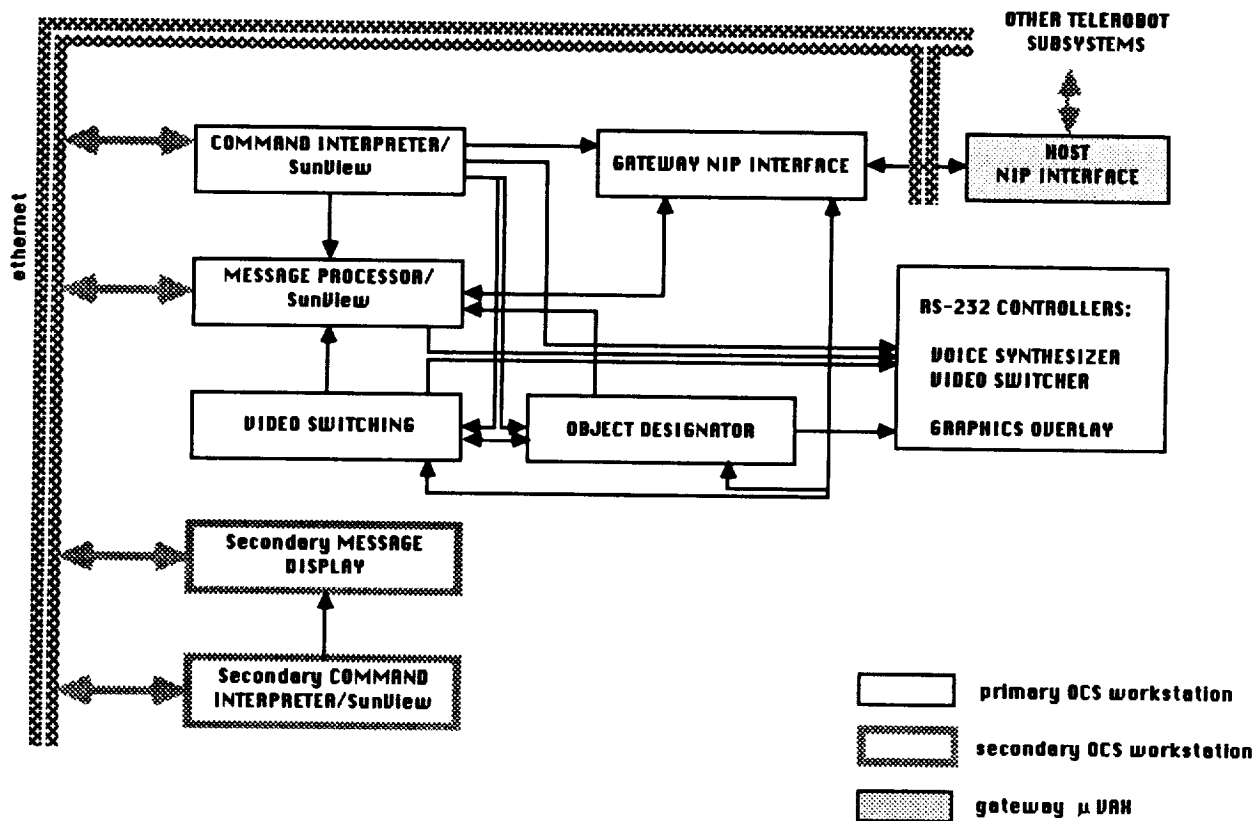 OTHER TELEROBOT
SUBSYSTEMS
COMMAND INTERPRETER/
SunView
GATEWAY NIP INTERFACE
HOST
NIP INTERFACE
ethernet
MESSAGE PROCESSOR/
SunView
RS-232 CONTROLLERS:
VOICE SYNTHESIZER
VIDEO SWITCHER
GRAPHICS OVERLAY
VIDEO SWITCHING
OBJECT DESIGNATOR
Secondary MESSAGE
DISPLAY
Secondary COMMAND
INTERPRETER/SunView
primary OCS workstation
secondary OCS workstation
gateway μ VAX